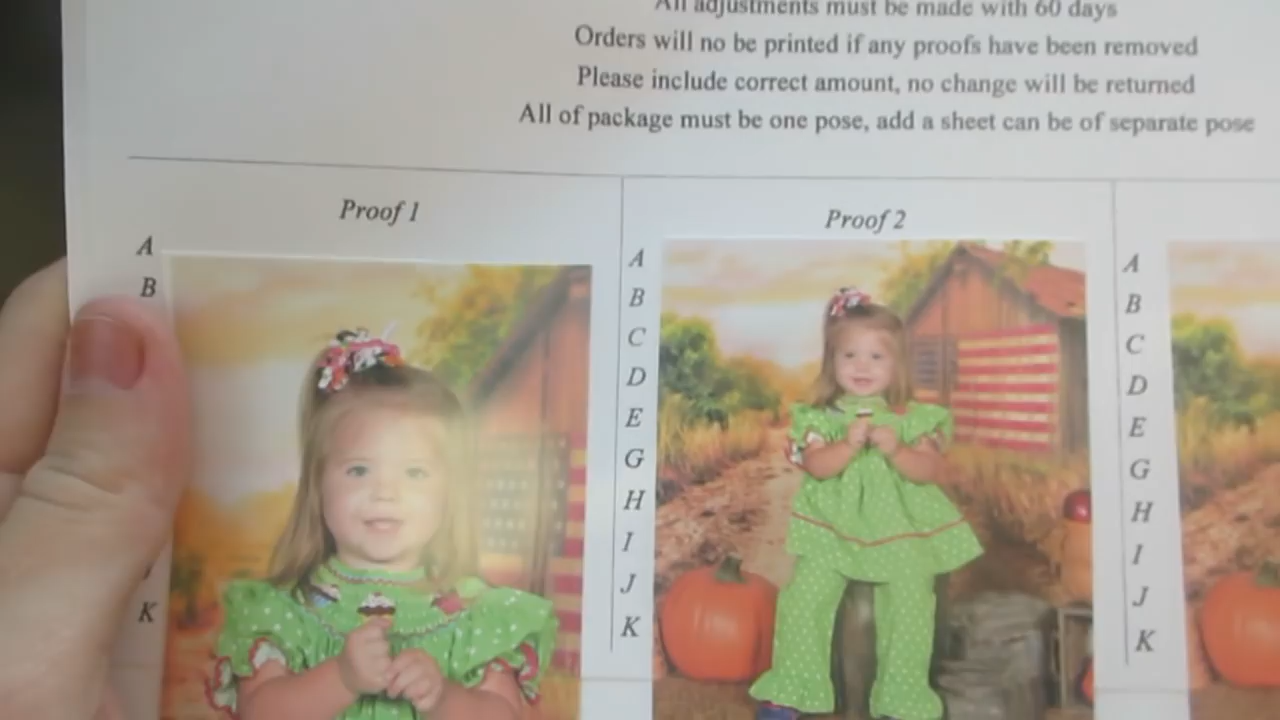 All adjustments must be made with 60 days
Orders will no be printed if any proofs have been removed
Please include correct amount, no change will be returned
All of package must be one pose, add a sheet can be of separate pose
Proof 1
A
B
K
Proof 2
A
B
C
D
E
G
H
I
J
K
A
B
C
D
E
G
H
I
J
K